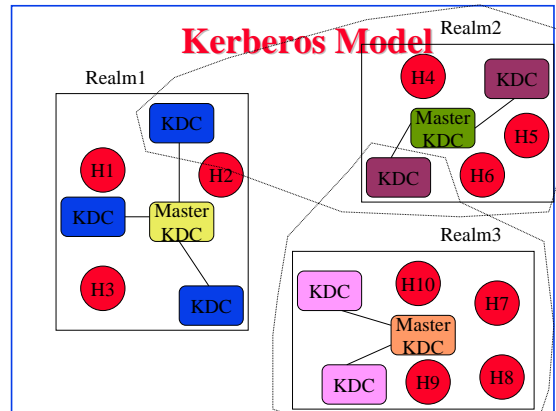 Kerberos Model
Realm1
KDC
H1
H2
KDC
Master
KDC
H3
KDC
Realm2
H4
KDC
Master
KDC
H5
KDC
H6
Realm3
KDC
H10
H7
Master
KDC
KDC
H9
H8